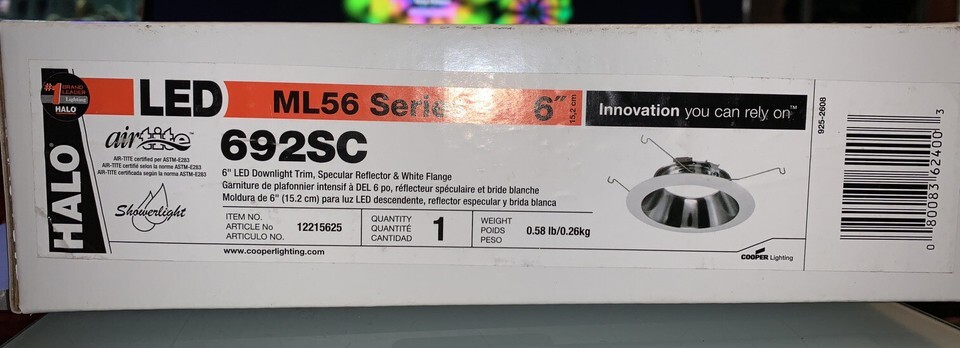 #1 BRAND
LEADER
Lighting
HALO
LED
ML56 Serie
6"
15,2 cm
Innovation you can rely on™
925-2608
HALO
air tite™
AIR-TITE certified per ASTM-E283
AIR-TITE certifié selon la norme ASTM-E283
AIR-TITE certificada según la norma ASTM-E283
Showerlight
692SC
6" LED Downlight Trim, Specular Reflector & White Flange
Garniture de plafonnier intensif à DEL 6 po, réflecteur spéculaire et bride blanche
Moldura de 6" (15.2 cm) para luz LED descendente, reflector especular y brida blanca
ITEM NO.
ARTICLE No 12215625
ARTICULO NO.
QUANTITY
QUANTITÉ 1
CANTIDAD
WEIGHT
POIDS 0.58 lb/0.26kg
PESO
www.cooperlighting.com
COOPER Lighting
0 80083 62400 3